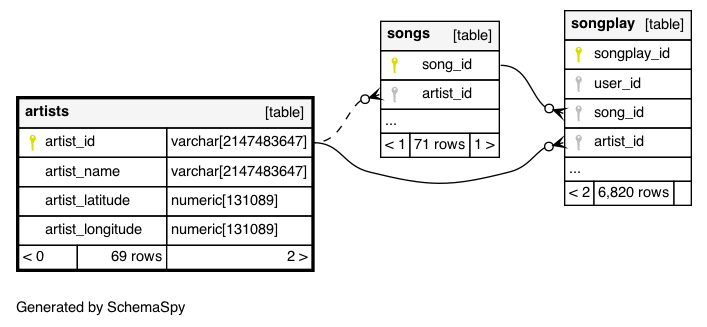 songs [table]
song_id
artist_id
...
< 1 71 rows 1 >
songplay [table]
songplay_id
user_id
song_id
artist_id
...
< 2 6,820 rows
artists [table]
artist_id varchar[2147483647]
artist_name varchar[2147483647]
artist_latitude numeric[131089]
artist_longitude numeric[131089]
< 0 69 rows 2 >
Generated by SchemaSpy